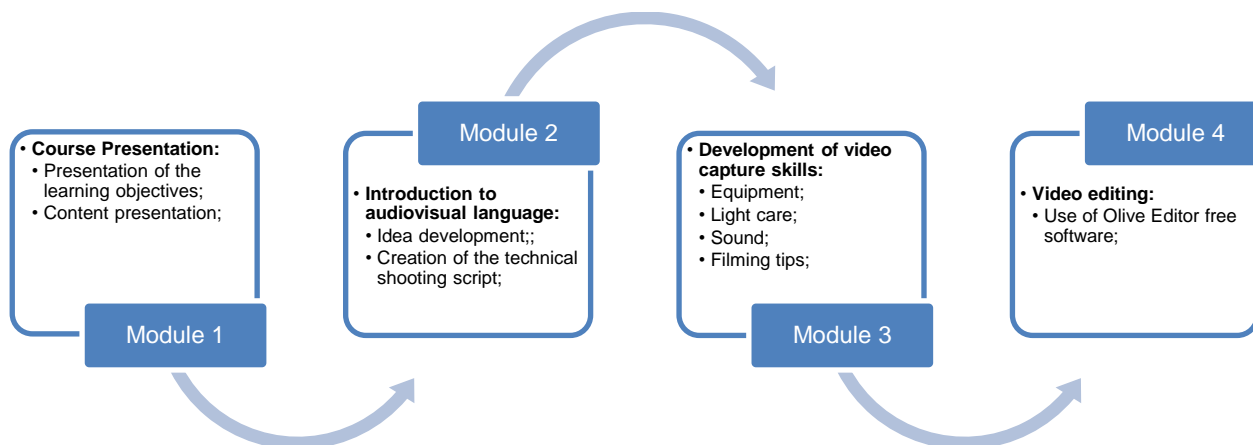 • Course Presentation:
• Presentation of the
learning objectives;
• Content presentation;
Module 1
Module 2
• Introduction to
audiovisual language:
• Idea development;;
• Creation of the technical
shooting script;
• Development of video
capture skills:
• Equipment;
• Light care;
• Sound;
• Filming tips;
Module 3
Module 4
• Video editing:
• Use of Olive Editor free
software;